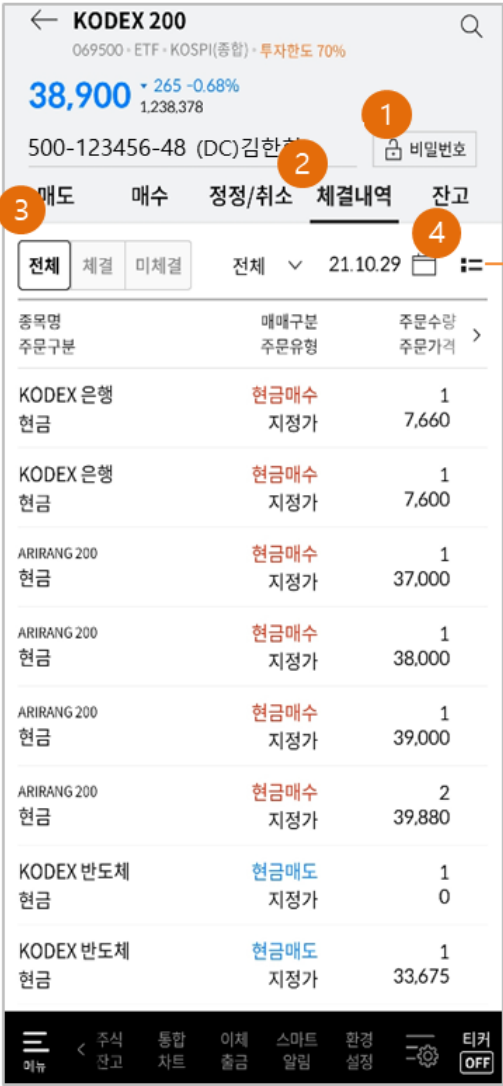 KODEX 200
069500 ◦ ETF ◦ KOSPI(종합) ◦ 투자한도 70%
38,900 ▾ 265 -0.68%
1,238,378
1
500-123456-48 (DC)김한
비밀번호
2
3
매도 매수 정정/취소 체결내역 잔고
4
전체 체결 미체결 전체 21.10.29
종목명 매매구분 주문수량
주문구분 주문유형 주문가격
KODEX 은행 현금매수 1
현금 지정가 7,660
KODEX 은행 현금매수 1
현금 지정가 7,600
ARIRANG 200 현금매수 1
현금 지정가 37,000
ARIRANG 200 현금매수 1
현금 지정가 38,000
ARIRANG 200 현금매수 1
현금 지정가 39,000
ARIRANG 200 현금매수 2
현금 지정가 39,880
KODEX 반도체 현금매도 1
현금 지정가 0
KODEX 반도체 현금매도 1
현금 지정가 33,675
주식 통합 이체 스마트 환경 티커
메뉴 잔고 차트 출금 알림 설정 OFF